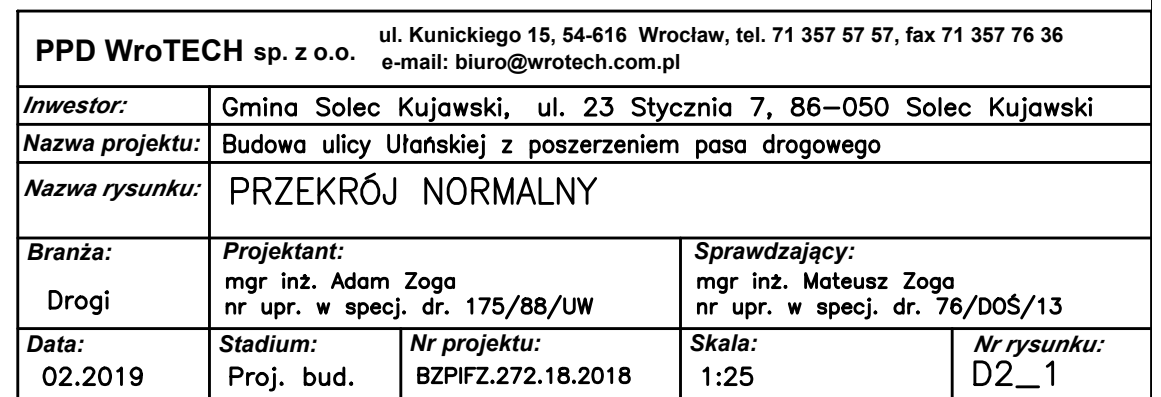 PPD WroTECH sp. z o.o. ul. Kunickiego 15, 54-616 Wrocław, tel. 71 357 57 57, fax 71 357 76 36
e-mail: biuro@wrotech.com.pl
Inwestor: Gmina Solec Kujawski, ul. 23 Stycznia 7, 86-050 Solec Kujawski
Nazwa projektu: Budowa ulicy Ułańskiej z poszerzeniem pasa drogowego
Nazwa rysunku: PRZEKRÓJ NORMALNY
Branża: Projektant: Sprawdzający:
mgr inż. Adam Zoga mgr inż. Mateusz Zoga
Drogi nr upr. w specj. dr. 175/88/UW nr upr. w specj. dr. 76/DOŚ/13
Data: Stadium: Nr projektu: Skala: Nr rysunku:
02.2019 Proj. bud. BZPIFZ.272.18.2018 1:25 D2_1